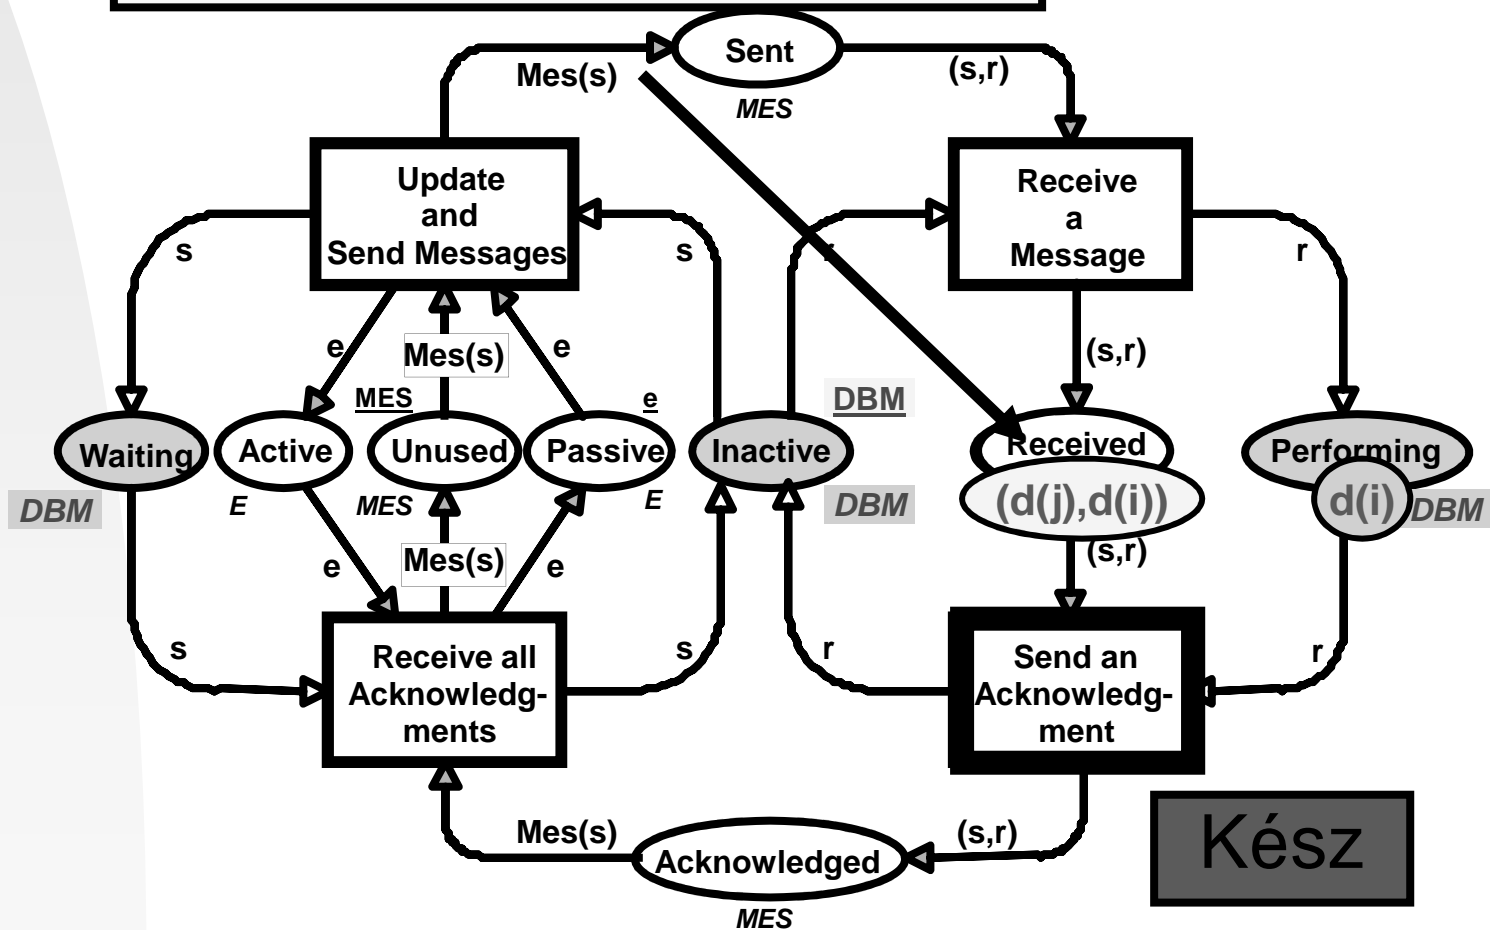 Sent
Mes(s)
(s,r)
MES
Update
and
Send Messages
Receive
a
Message
s
s
r
r
e
Mes(s)
e
(s,r)
MES
e
DBM
Waiting
Active
Unused
Passive
Inactive
Received
Performing
DBM
E
MES
E
DBM
(d(j),d(i))
d(i)
DBM
e
Mes(s)
e
(s,r)
s
Receive all
Acknowledg-
ments
s
r
Send an
Acknowledg-
ment
r
Mes(s)
Acknowledged
(s,r)
MES
Kész